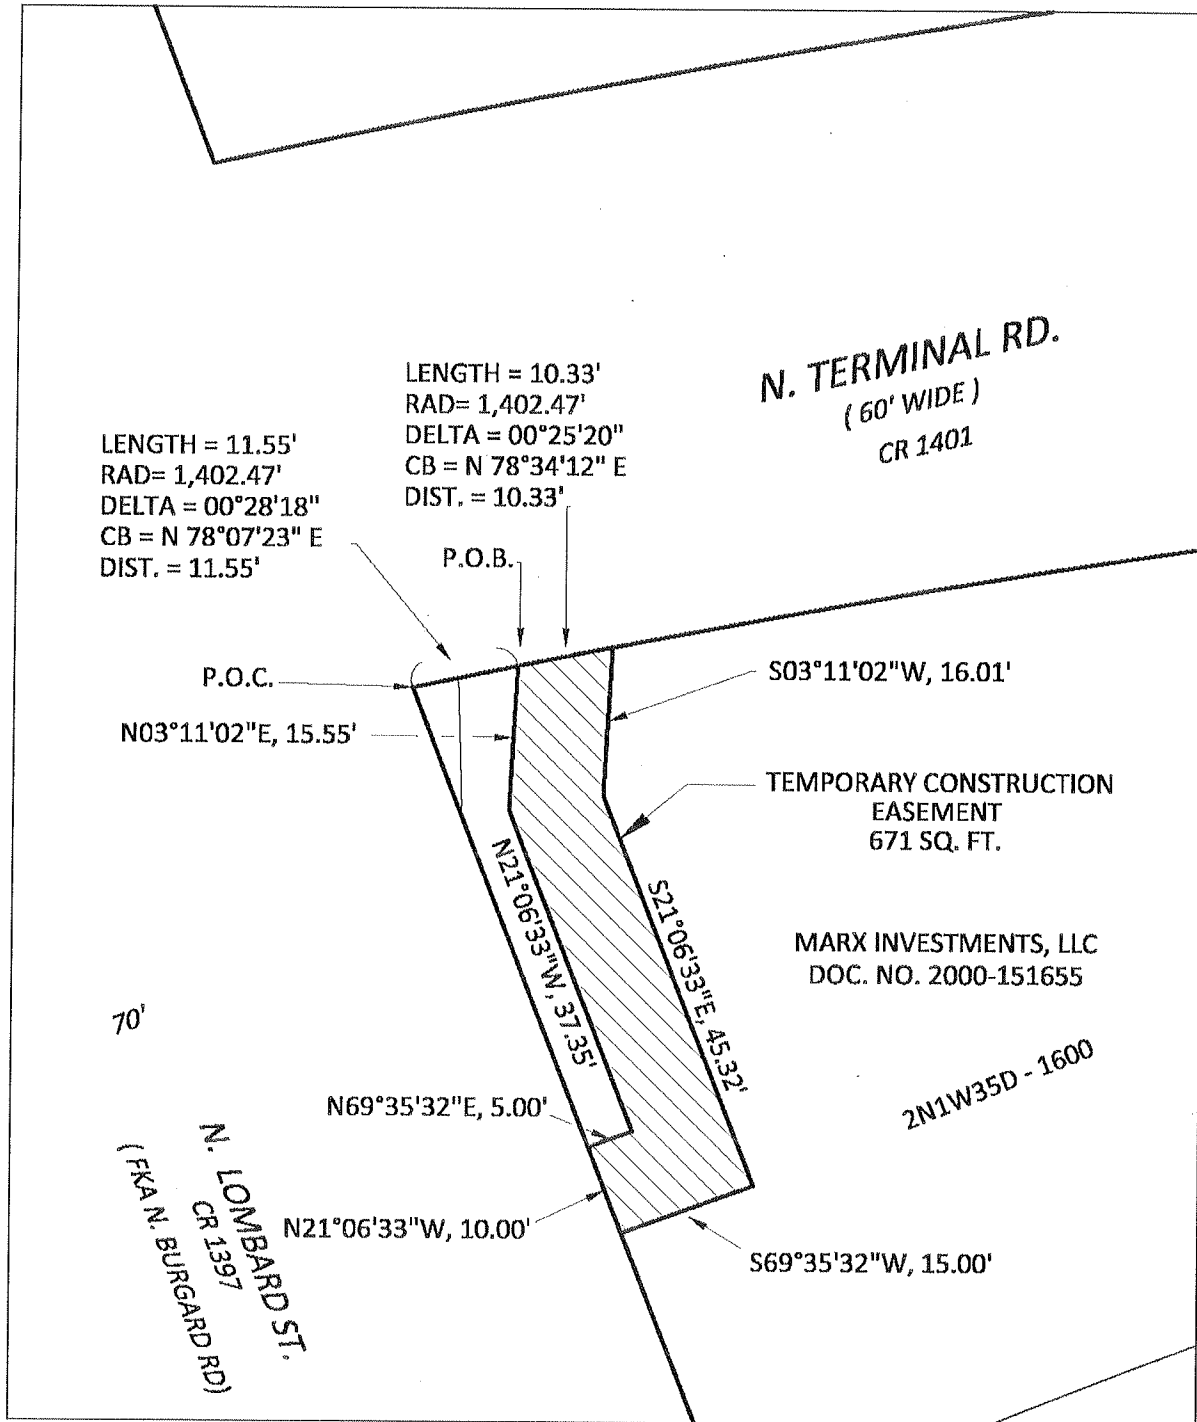 N. TERMINAL RD.
( 60' WIDE )
CR 1401
LENGTH = 10.33'
RAD= 1,402.47'
DELTA = 00°25'20"
CB = N 78°34'12" E
DIST. = 10.33'
LENGTH = 11.55'
RAD= 1,402.47'
DELTA = 00°28'18"
CB = N 78°07'23" E
DIST. = 11.55'
P.O.B.
P.O.C.
S03°11'02"W, 16.01'
N03°11'02"E, 15.55'
TEMPORARY CONSTRUCTION
EASEMENT
671 SQ. FT.
N21°06'33"W, 37.35'
S21°06'33"E, 45.32'
MARX INVESTMENTS, LLC
DOC. NO. 2000-151655
70'
2N1W35D - 1600
N69°35'32"E, 5.00'
N. LOMBARD ST.
CR 1397
( FKA N. BURGARD RD)
N21°06'33"W, 10.00'
S69°35'32"W, 15.00'